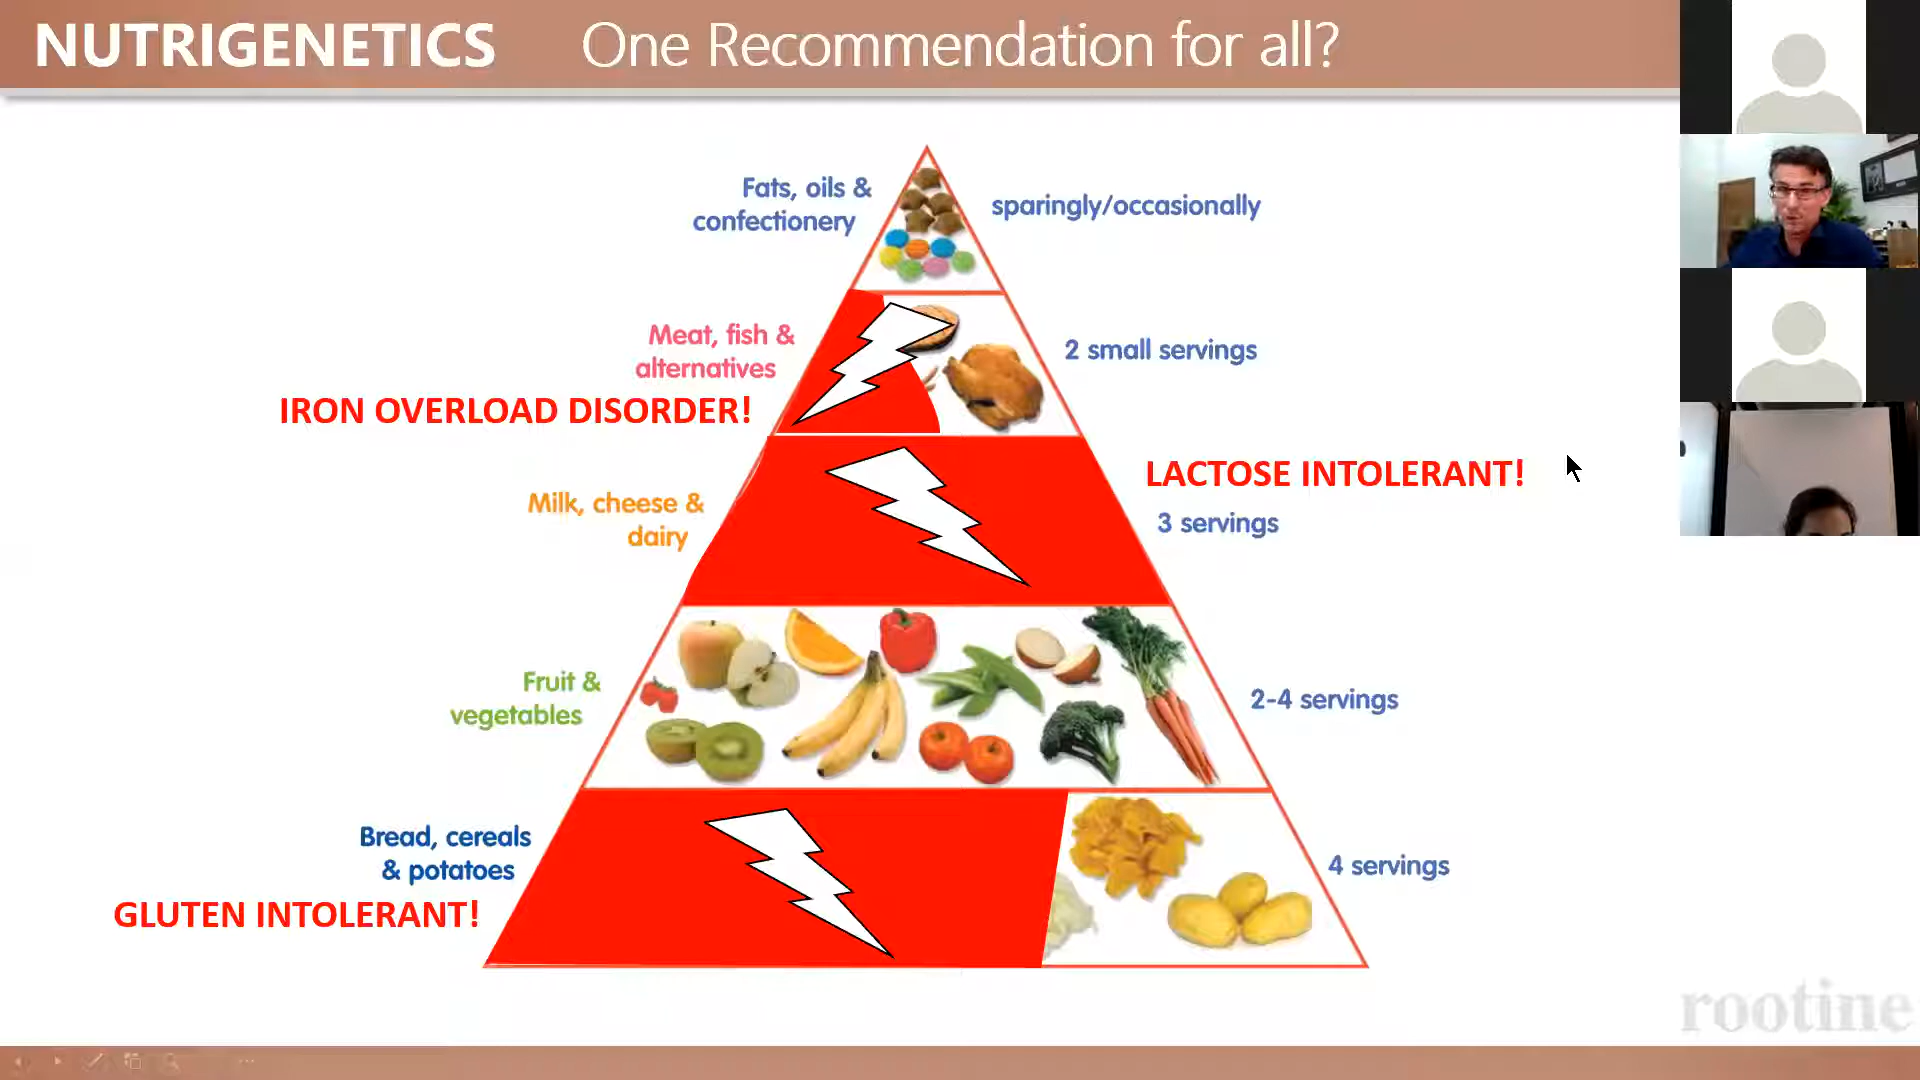 NUTRIGENETICS One Recommendation for all?
Fats, oils &
confectionery
sparingly/occasionally
Meat, fish &
alternatives
2 small servings
IRON OVERLOAD DISORDER!
LACTOSE INTOLERANT!
Milk, cheese &
dairy
3 servings
Fruit &
vegetables
2-4 servings
Bread, cereals
& potatoes
4 servings
GLUTEN INTOLERANT!
rootine